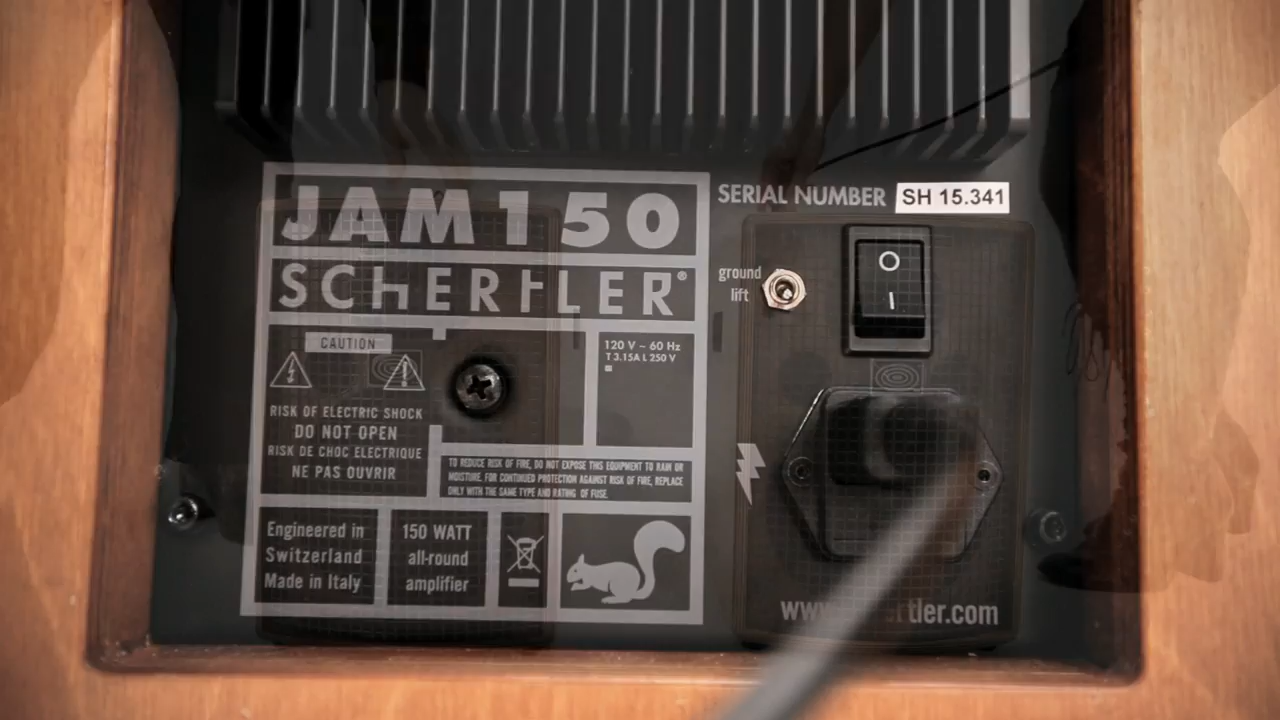 JAM 150
SCHERTLER®
SERIAL NUMBER SH 15.341
ground
lift
O
I
CAUTION
RISK OF ELECTRIC SHOCK
DO NOT OPEN
RISK DE CHOC ELECTRIQUE
NE PAS OUVRIR
120 V ~ 60 Hz
T 3.15A L 250 V
TO REDUCE RISK OF FIRE, DO NOT EXPOSE THIS EQUIPMENT TO RAIN OR
MOISTURE. FOR CONTINUED PROTECTION AGAINST RISK OF FIRE, REPLACE
ONLY WITH THE SAME TYPE AND RATING OF FUSE.
Engineered in
Switzerland
Made in Italy
150 WATT
all-round
amplifier